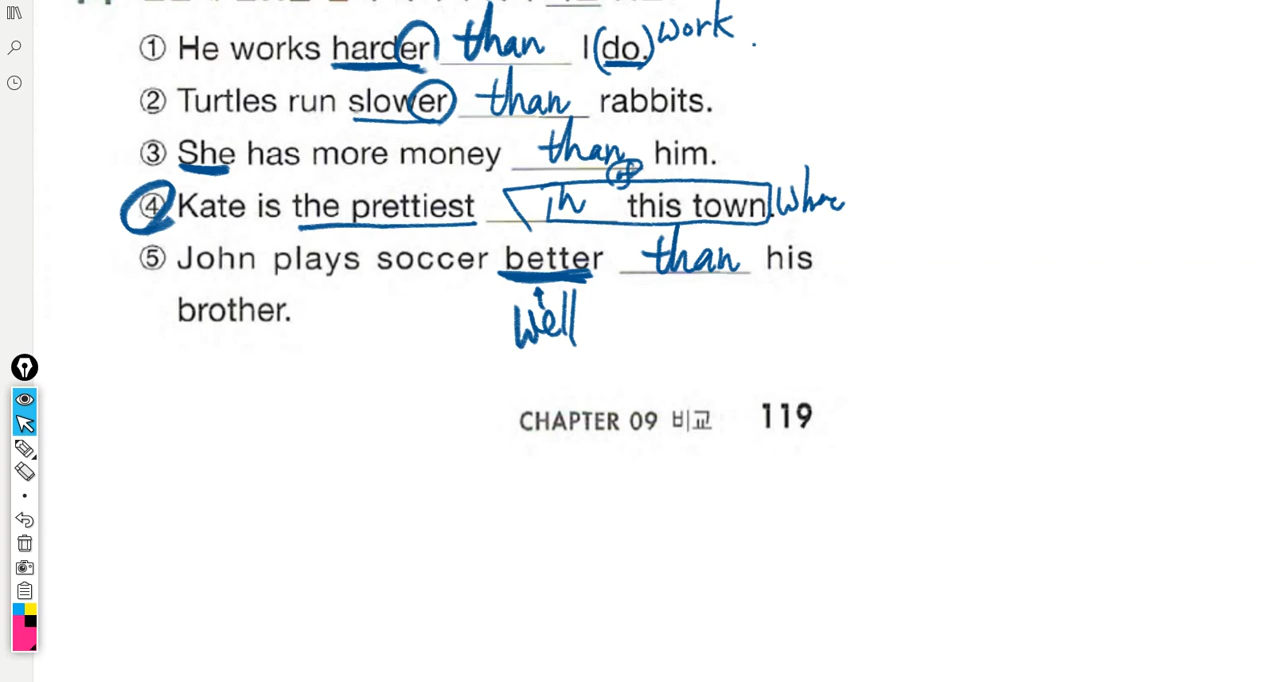 ① He works harder than I (do.) work.
② Turtles run slower than rabbits.
③ She has more money than him.
④ Kate is the prettiest in this town. Where
⑤ John plays soccer better than his
brother.
well
CHAPTER 09 비교 119